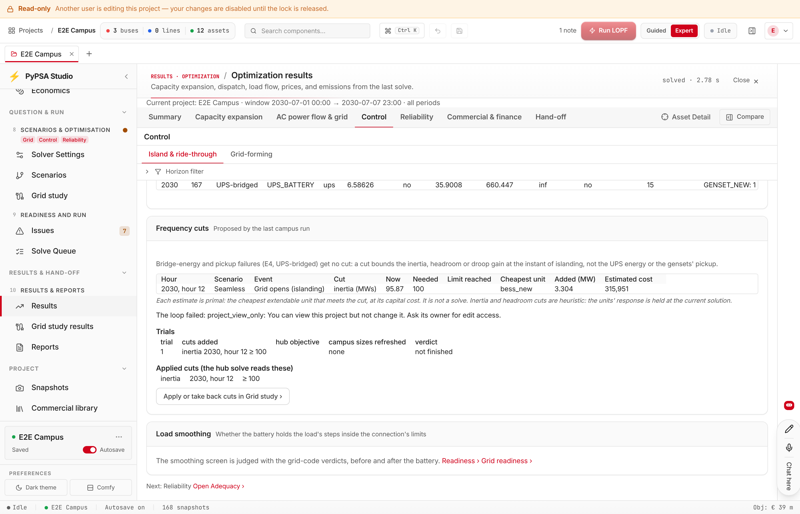 Read-only Another user is editing this project — your changes are disabled until the lock is released.
Projects / E2E Campus 3 buses 0 lines 12 assets Search components... Ctrl K 1 note Run LOPF Guided Expert Idle E
E2E Campus
PyPSA Studio
Economics
QUESTION & RUN
SCENARIOS & OPTIMISATION
Grid Control Reliability
Solver Settings
Scenarios
Grid study
READINESS AND RUN
Issues 7
Solve Queue
RESULTS & HAND-OFF
RESULTS & REPORTS
Results
Grid study results
Reports
PROJECT
Snapshots
Commercial library
E2E Campus
Saved Autosave
PREFERENCES
Dark theme Comfy
RESULTS · OPTIMIZATION / Optimization results
Capacity expansion, dispatch, load flow, prices, and emissions from the last solve.
solved · 2.78 s Close
Current project: E2E Campus · window 2030-07-01 00:00 → 2030-07-07 23:00 · all periods
Summary Capacity expansion AC power flow & grid Control Reliability Commercial & finance Hand-off Asset Detail Compare
Control
Island & ride-through Grid-forming
Horizon filter
2030 167 UPS-bridged UPS_BATTERY ups 6.58626 no 35.9008 660.447 inf no 15 GENSET_NEW: 1
Frequency cuts Proposed by the last campus run
Bridge-energy and pickup failures (E4, UPS-bridged) get no cut: a cut bounds the inertia, headroom or droop gain at the instant of islanding, not the UPS energy or the gensets' pickup.
Hour Scenario Event Cut Now Needed Limit reached Cheapest unit Added (MW) Estimated cost
2030, hour 12 Seamless Grid opens (islanding) inertia (MWs) 95.87 100 bess_new 3.304 315,951
Each estimate is primal: the cheapest extendable unit that meets the cut, at its capital cost. It is not a solve. Inertia and headroom cuts are heuristic: the units' response is held at the current solution.
The loop failed: project_view_only: You can view this project but not change it. Ask its owner for edit access.
Trials
trial cuts added hub objective campus sizes refreshed verdict
1 inertia 2030, hour 12 ≥ 100 none not finished
Applied cuts (the hub solve reads these)
inertia 2030, hour 12 ≥ 100
Apply or take back cuts in Grid study ›
Load smoothing Whether the battery holds the load's steps inside the connection's limits
The smoothing screen is judged with the grid-code verdicts, before and after the battery. Readiness › Grid readiness ›
Next: Reliability Open Adequacy ›
Chat here
Idle E2E Campus Autosave on 168 snapshots Obj: € 39 m